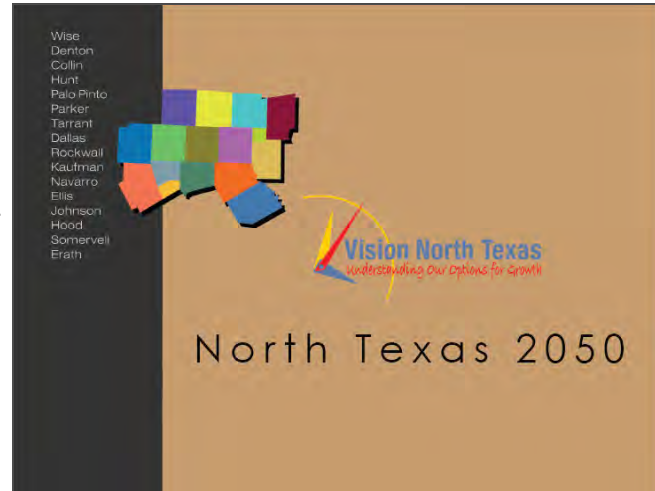 Wise
Denton
Collin
Hunt
Palo Pinto
Parker
Tarrant
Dallas
Rockwall
Kaufman
Navarro
Ellis
Johnson
Hood
Somervell
Erath
Vision North Texas
Understanding Our Options for Growth
North Texas 2050